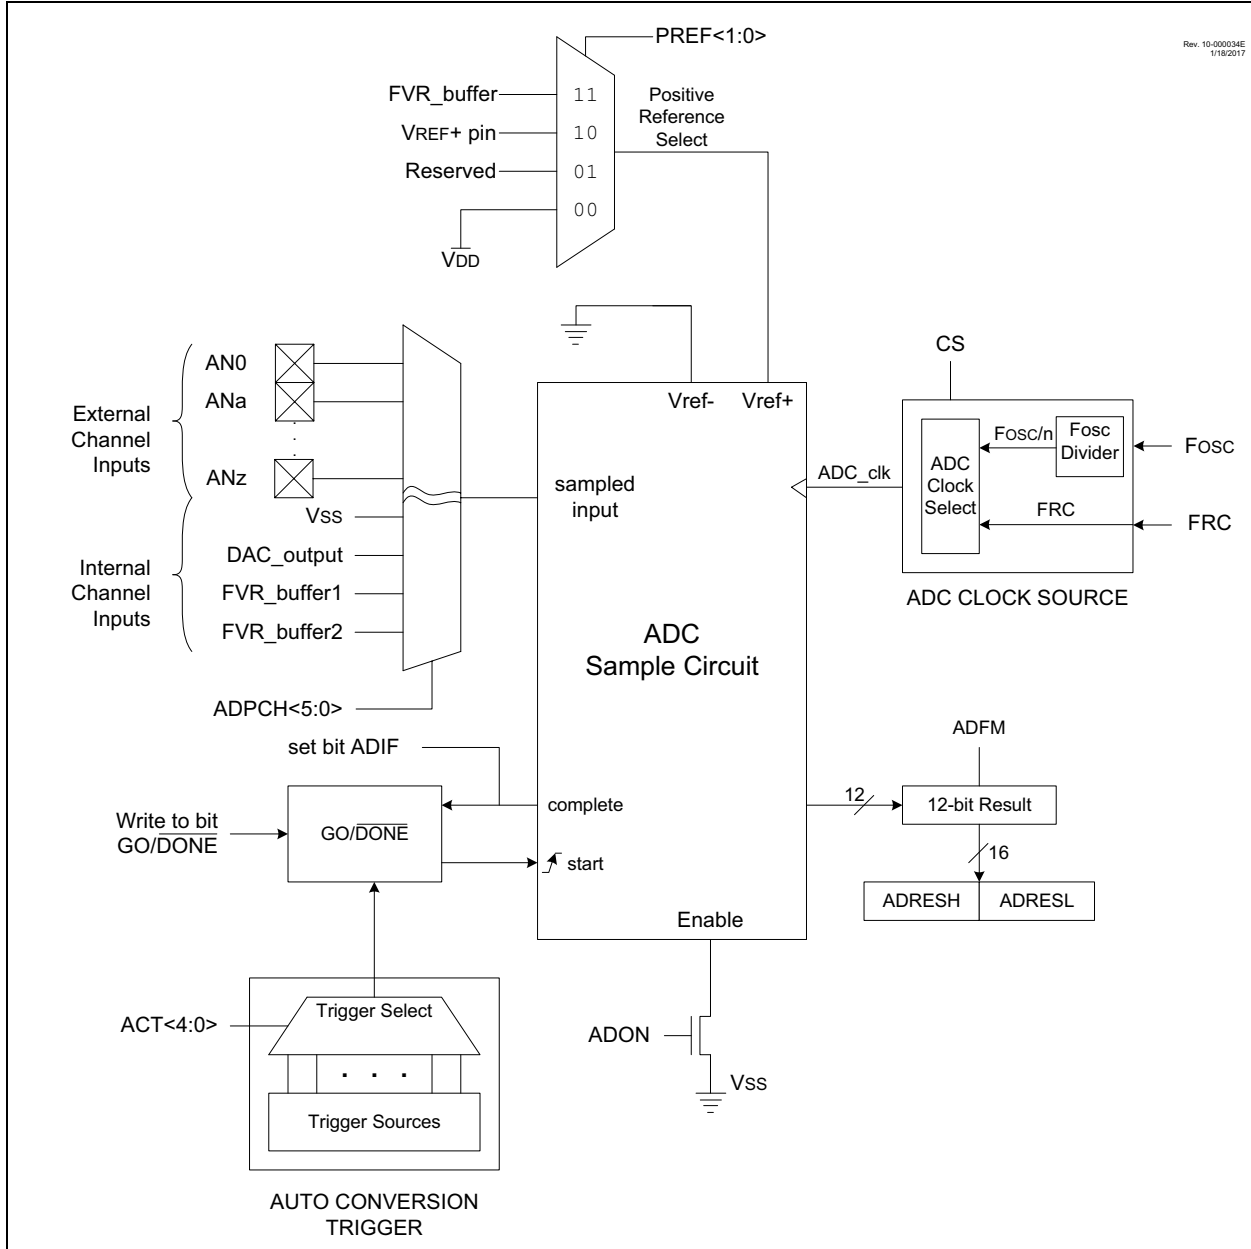 PREF<1:0>
Rev. 10-000034E
1/18/2017
FVR_buffer
11
Positive
Reference
Select
VREF+ pin
10
Reserved
01
00
VDD
External
Channel
Inputs
AN0
ANa
.
.
.
ANz
Internal
Channel
Inputs
VSS
DAC_output
FVR_buffer1
FVR_buffer2
ADPCH<5:0>
Vref-
Vref+
sampled
input
ADC
Sample Circuit
ADC_clk
CS
ADC
Clock
Select
FOSC/n
Fosc
Divider
FOSC
FRC
FRC
ADC CLOCK SOURCE
set bit ADIF
complete
Write to bit
GO/DONE
GO/DONE
start
Enable
12
ADFM
12-bit Result
16
ADRESH
ADRESL
ACT<4:0>
Trigger Select
. . .
Trigger Sources
AUTO CONVERSION
TRIGGER
ADON
VSS